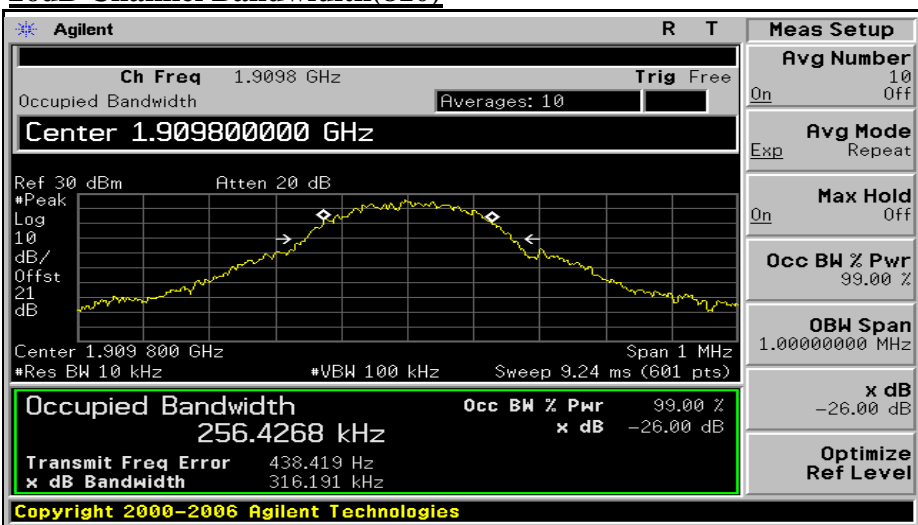 Agilent R T Meas Setup
Ch Freq 1.9098 GHz Trig Free
Occupied Bandwidth Averages: 10
Center 1.909800000 GHz
Ref 30 dBm Atten 20 dB
#Peak
Log
10
dB/
Offst
21
dB
Center 1.909 800 GHz Span 1 MHz
#Res BW 10 kHz #VBW 100 kHz Sweep 9.24 ms (601 pts)
Occupied Bandwidth Occ BW % Pwr 99.00 %
256.4268 kHz x dB -26.00 dB
Transmit Freq Error 438.419 Hz
x dB Bandwidth 316.191 kHz
Avg Number
10
On Off
Avg Mode
Exp Repeat
Max Hold
On Off
Occ BW % Pwr
99.00 %
OBW Span
1.00000000 MHz
x dB
-26.00 dB
Optimize
Ref Level
Copyright 2000-2006 Agilent Technologies